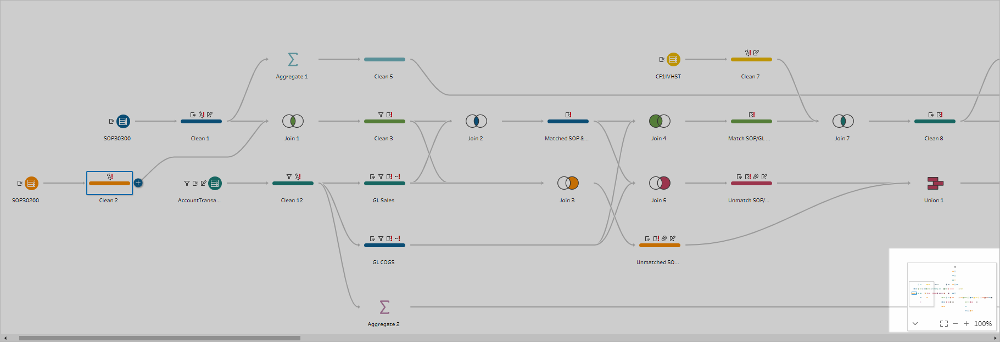 Aggregate 1
Clean 5
CF1IVHST
Clean 7
SOP30300
Clean 1
Join 1
Clean 3
Join 2
Matched SOP &...
Join 4
Match SOP/GL ...
Join 7
Clean 8
SOP30200
Clean 2
AccountTransa...
Clean 12
GL Sales
Join 3
Join 5
Unmatch SOP/...
Union 1
GL COGS
Unmatched SO...
Aggregate 2
100%